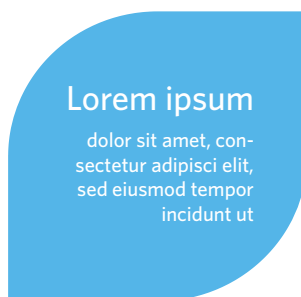 Lorem ipsum
dolor sit amet, con-
sectetur adipisci elit,
sed eiusmod tempor
incidunt ut